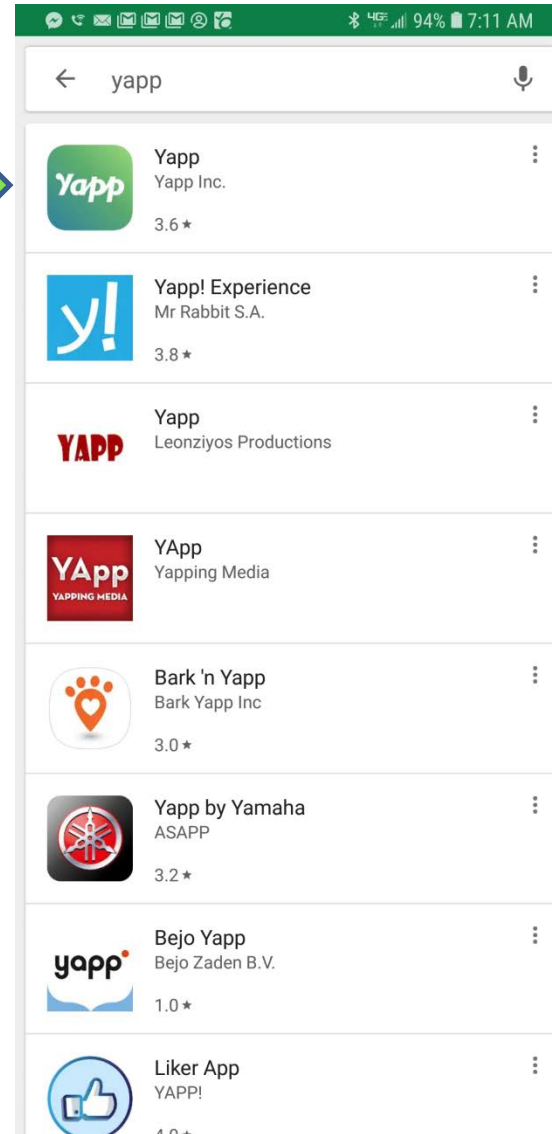 4GE 94% 7:11 AM
yapp
Yapp
Yapp
Yapp Inc.
3.6★
y!
Yapp! Experience
Mr Rabbit S.A.
3.8★
YAPP
Yapp
Leonziyos Productions
YApp
YAPPING MEDIA
YApp
Yapping Media
Bark 'n Yapp
Bark Yapp Inc
3.0★
Yapp by Yamaha
ASAPP
3.2★
yapp
Bejo Yapp
Bejo Zaden B.V.
1.0★
Liker App
YAPP!